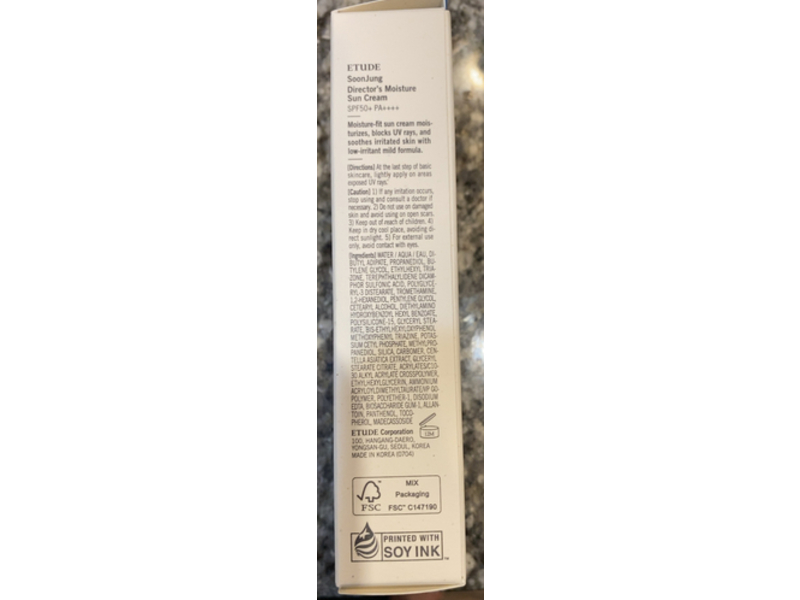 ETUDE
SoonJung
Director's Moisture
Sun Cream
SPF50+ PA++++
Moisture-fit sun cream mois-
turizes, blocks UV rays, and
soothes irritated skin with
low-irritant mild formula.
[Directions] At the last step of basic
skincare, lightly apply on areas
exposed UV rays.
[Caution] 1) If any irritation occurs,
stop using and consult a doctor if
necessary. 2) Do not use on damaged
skin and avoid using on open scars.
3) Keep out of reach of children. 4)
Keep in dry cool place, avoiding di-
rect sunlight. 5) For external use
only, avoid contact with eyes.
[Ingredients] WATER / AQUA / EAU, DI-
BUTYL ADIPATE, PROPANEDIOL, BU-
TYLENE GLYCOL, ETHYLHEXYL TRIA-
ZONE, TEREPHTHALYLIDENE DICAM-
PHOR SULFONIC ACID, POLYGLYCE-
RYL-3 DISTEARATE, TROMETHAMINE,
1,2-HEXANEDIOL, PENTYLENE GLYCOL,
CETEARYL ALCOHOL, DIETHYLAMINO
HYDROXYBENZOYL HEXYL BENZOATE,
POLYSILICONE-15, GLYCERYL STEA-
RATE, BIS-ETHYLHEXYLOXYPHENOL
METHOXYPHENYL TRIAZINE, POTAS-
SIUM CETYL PHOSPHATE, METHYLPRO-
PANEDIOL, SILICA, CARBOMER, CEN-
TELLA ASIATICA EXTRACT, GLYCERYL
STEARATE CITRATE, ACRYLATES/C10-
30 ALKYL ACRYLATE CROSSPOLYMER,
ETHYLHEXYLGLYCERIN, AMMONIUM
ACRYLOYLDIMETHYLTAURATE/VP CO-
POLYMER, POLYETHER-1, DISODIUM
EDTA, BIOSACCHARIDE GUM-1, ALLAN-
TOIN, PANTHENOL, TOCO-
PHEROL, MADECASSOSIDE
12M
ETUDE Corporation
100, HANGANG-DAERO,
YONGSAN-GU, SEOUL, KOREA
MADE IN KOREA (0704)
MIX
Packaging
FSC FSC™ C147190
PRINTED WITH
SOY INK™